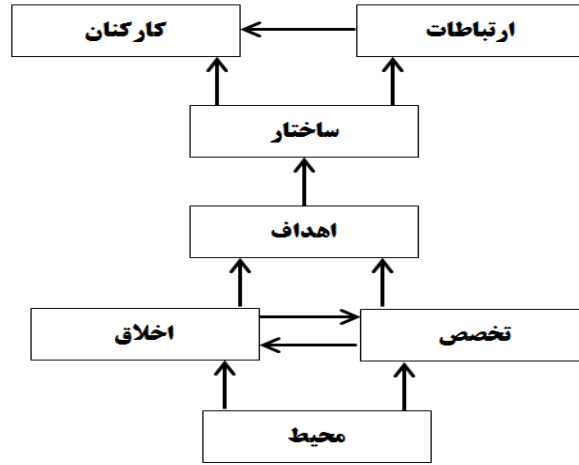 ارتباطات
کارکنان
ساختار
اهداف
تخصص
اخلاق
محیط